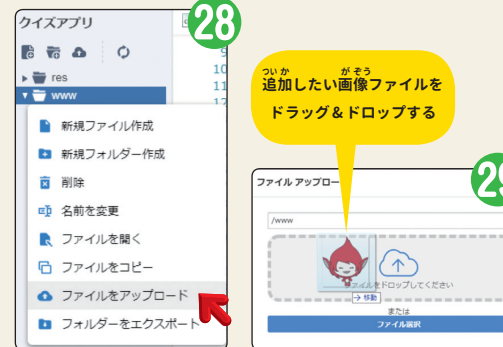 クイズアプリ
28
9
10
11
12
res
www
新規ファイル作成
新規フォルダー作成
削除
名前を変更
ファイルを開く
ファイルをコピー
ファイルをアップロード
フォルダーをエクスポート
ついか がぞう
追加したい画像ファイルを
ドラッグ&ドロップする
29
ファイル アップロー
/www
ファイルをドロップしてください
→ 移動
または
ファイル選択